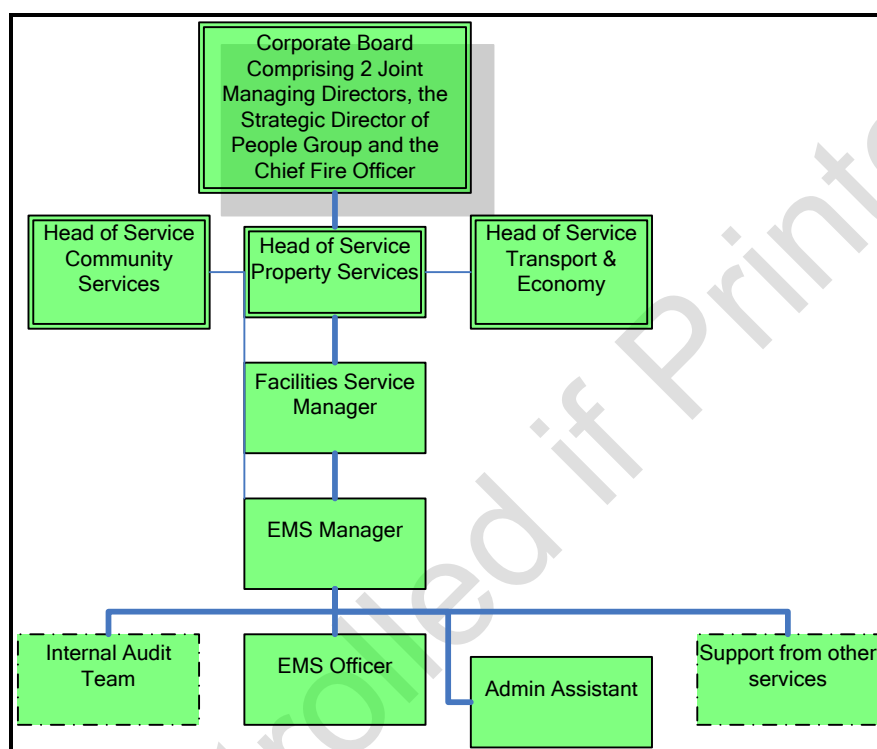 Corporate Board
Comprising 2 Joint
Managing Directors, the
Strategic Director of
People Group and the
Chief Fire Officer
Head of Service
Community
Services
Head of Service
Property Services
Head of Service
Transport &
Economy
Facilities Service
Manager
EMS Manager
Internal Audit
Team
EMS Officer
Admin Assistant
Support from other
services
if